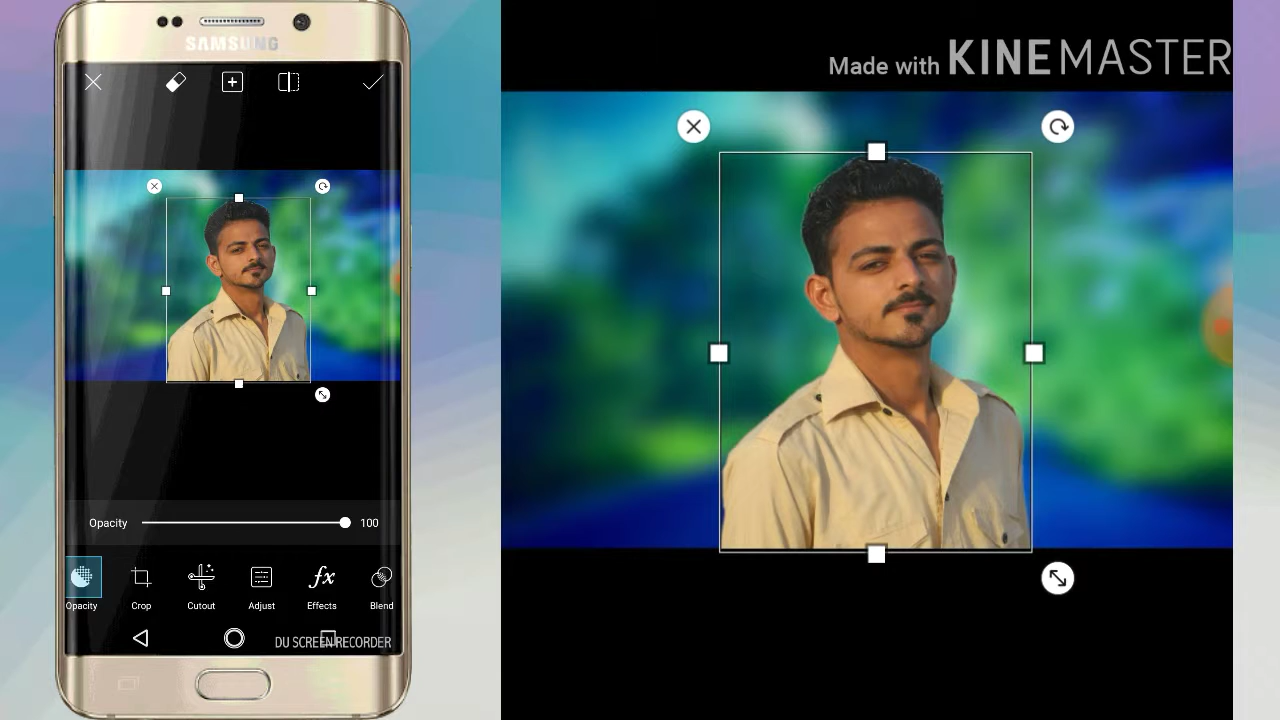 SAMSUNG
Made with KINEMASTER
Opacity 100
Opacity Crop Cutout Adjust Effects Blend
DU SCREEN RECORDER